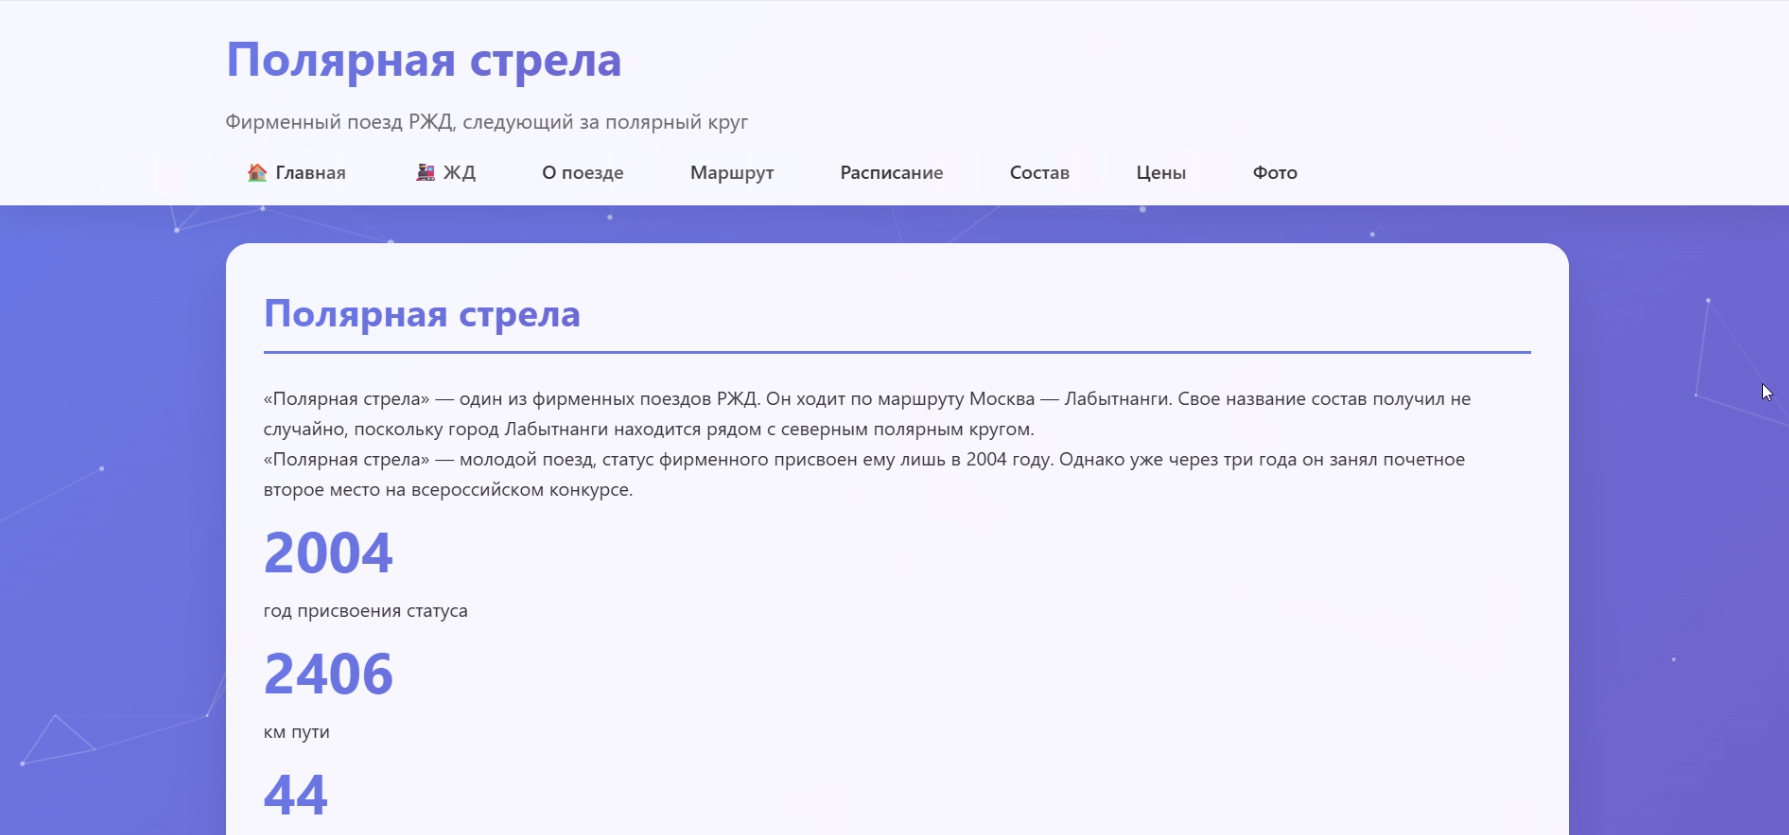 Полярная стрела
Фирменный поезд РЖД, следующий за полярный круг
Главная ЖД О поезде Маршрут Расписание Состав Цены Фото
Полярная стрела
«Полярная стрела» — один из фирменных поездов РЖД. Он ходит по маршруту Москва — Лабытнанги. Свое название состав получил не
случайно, поскольку город Лабытнанги находится рядом с северным полярным кругом.
«Полярная стрела» — молодой поезд, статус фирменного присвоен ему лишь в 2004 году. Однако уже через три года он занял почетное
второе место на всероссийском конкурсе.
2004
год присвоения статуса
2406
км пути
44